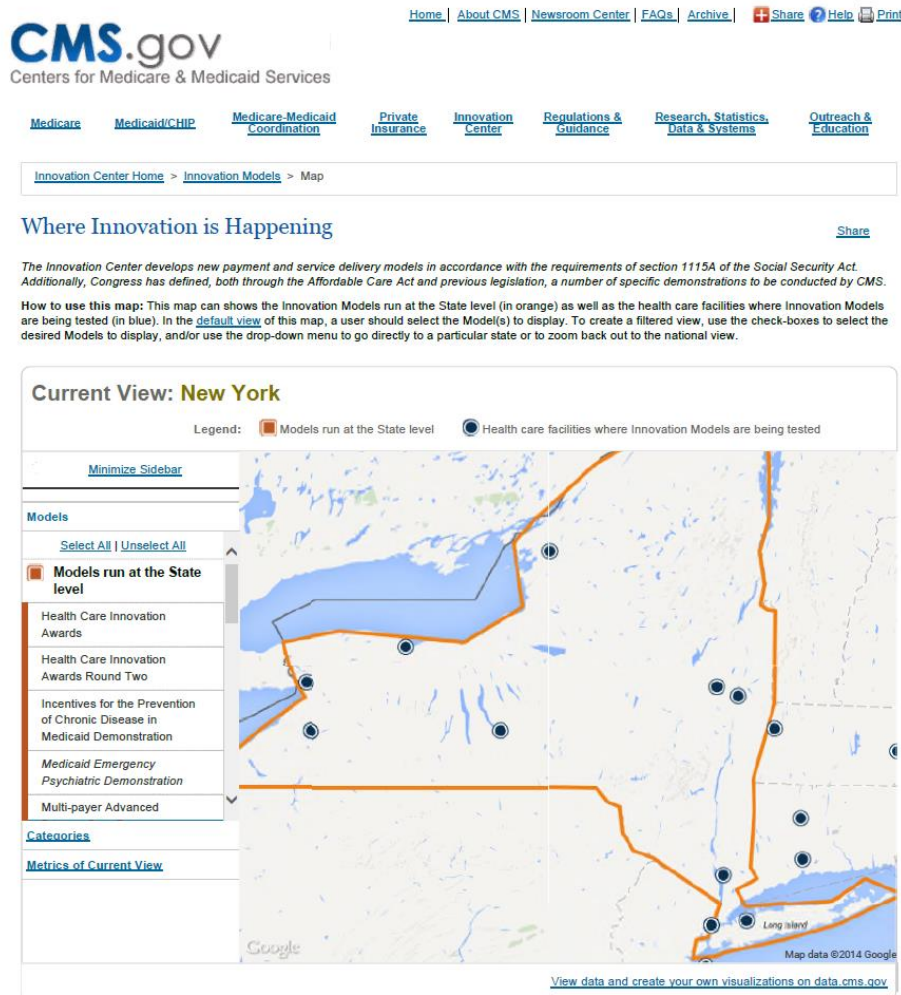 Home | About CMS | Newsroom Center | FAQs | Archive | Share Help Print
CMS.gov
Centers for Medicare & Medicaid Services
Medicare
Medicaid/CHIP
Medicare-Medicaid
Coordination
Private
Insurance
Innovation
Center
Regulations &
Guidance
Research, Statistics,
Data & Systems
Outreach &
Education
Innovation Center Home > Innovation Models > Map
Where Innovation is Happening
Share
The Innovation Center develops new payment and service delivery models in accordance with the requirements of section 1115A of the Social Security Act.
Additionally, Congress has defined, both through the Affordable Care Act and previous legislation, a number of specific demonstrations to be conducted by CMS.
How to use this map: This map can shows the Innovation Models run at the State level (in orange) as well as the health care facilities where Innovation Models
are being tested (in blue). In the default view of this map, a user should select the Model(s) to display. To create a filtered view, use the check-boxes to select the
desired Models to display, and/or use the drop-down menu to go directly to a particular state or to zoom back out to the national view.
Current View: New York
Legend: Models run at the State level Health care facilities where Innovation Models are being tested
Minimize Sidebar
Models
Select All | Unselect All
Models run at the State
level
Health Care Innovation
Awards
Health Care Innovation
Awards Round Two
Incentives for the Prevention
of Chronic Disease in
Medicaid Demonstration
Medicaid Emergency
Psychiatric Demonstration
Multi-payer Advanced
Categories
Metrics of Current View
Long Island
Google
Map data ©2014 Google
View data and create your own visualizations on data.cms.gov